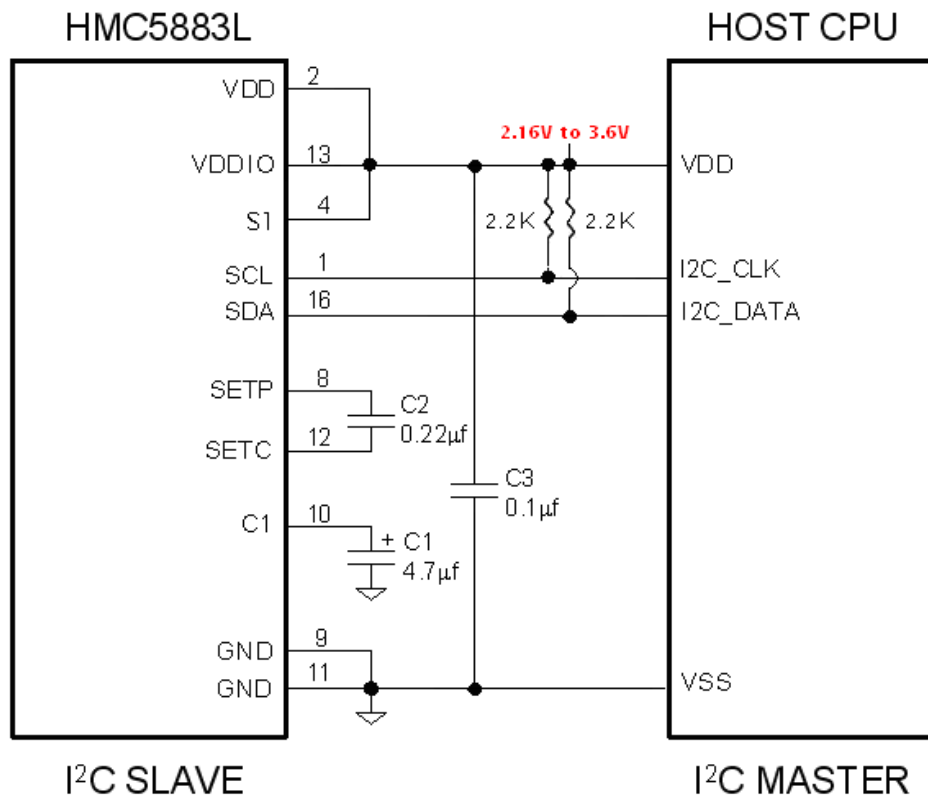 HMC5883L
HOST CPU
VDD
2
2.16V to 3.6V
VDDIO
13
VDD
S1
4
2.2K
2.2K
SCL
1
I2C_CLK
SDA
16
I2C_DATA
SETP
8
C2
0.22µf
SETC
12
C3
0.1µf
C1
10
+ C1
4.7µf
GND
9
GND
11
VSS
I²C SLAVE
I²C MASTER